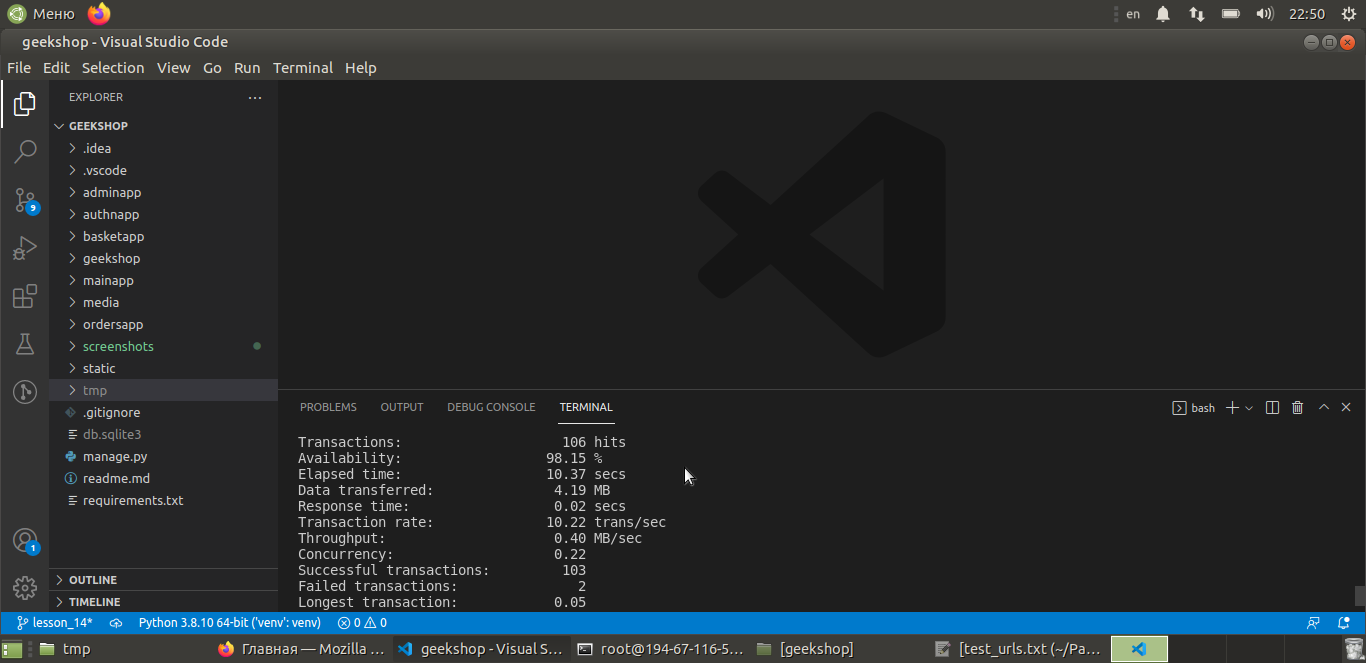 Меню
en
22:50
geekshop - Visual Studio Code
File Edit Selection View Go Run Terminal Help
EXPLORER
GEEKSHOP
.idea
.vscode
adminapp
authnapp
basketapp
geekshop
mainapp
media
ordersapp
screenshots
static
tmp
.gitignore
db.sqlite3
manage.py
readme.md
requirements.txt
OUTLINE
TIMELINE
9
1
PROBLEMS OUTPUT DEBUG CONSOLE TERMINAL
bash
Transactions: 106 hits
Availability: 98.15 %
Elapsed time: 10.37 secs
Data transferred: 4.19 MB
Response time: 0.02 secs
Transaction rate: 10.22 trans/sec
Throughput: 0.40 MB/sec
Concurrency: 0.22
Successful transactions: 103
Failed transactions: 2
Longest transaction: 0.05
lesson_14* Python 3.8.10 64-bit ('venv': venv) 0 0
tmp
Главная — Mozilla ...
geekshop - Visual S...
root@194-67-116-5...
[geekshop]
[test_urls.txt (~/Pa...